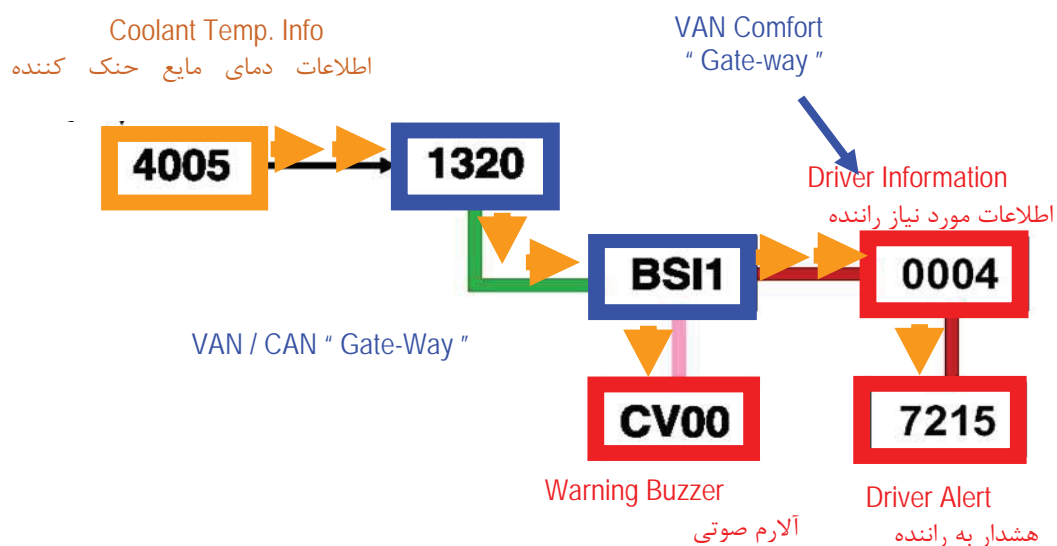 Coolant Temp. Info
اطلاعات دمای مایع حنک کننده
VAN Comfort
“ Gate-way ”
4005
1320
Driver Information
اطلاعات مورد نیاز راننده
BSI1
0004
VAN / CAN “ Gate-Way ”
CV00
7215
Warning Buzzer
آلارم صوتی
Driver Alert
هشدار به راننده